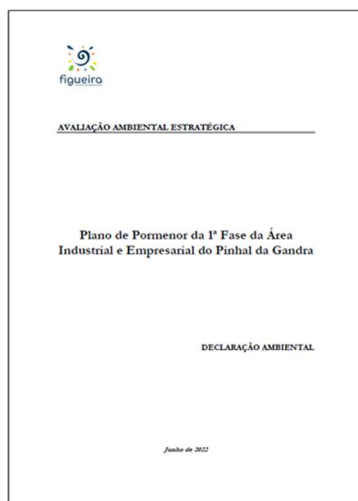 figueira
AVALIAÇÃO AMBIENTAL ESTRATÉGICA
Plano de Pormenor da 1ª Fase da Área
Industrial e Empresarial do Pinhal da Gandra
DECLARAÇÃO AMBIENTAL
Junho de 2022